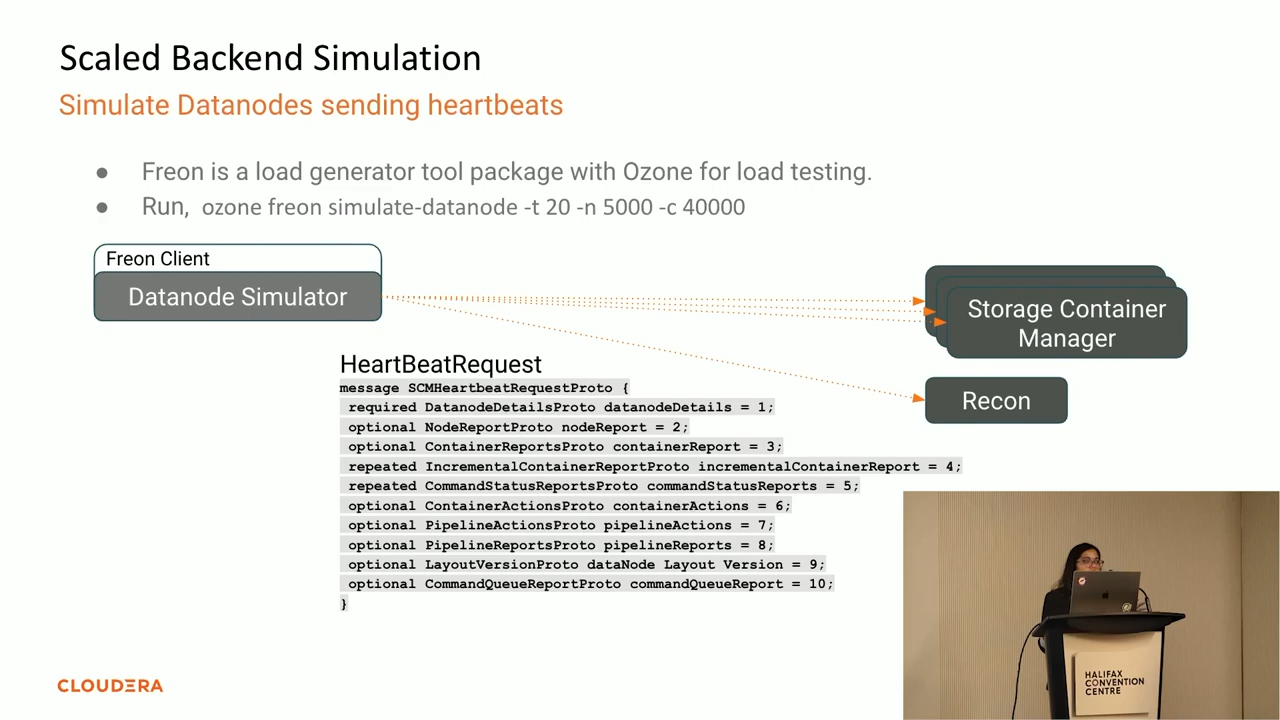 Scaled Backend Simulation
Simulate Datanodes sending heartbeats
● Freon is a load generator tool package with Ozone for load testing.
● Run, ozone freon simulate-datanode -t 20 -n 5000 -c 40000
Freon Client
Datanode Simulator
Storage Container
Manager
Recon
HeartBeatRequest
message SCMHeartbeatRequestProto {
required DatanodeDetailsProto datanodeDetails = 1;
optional NodeReportProto nodeReport = 2;
optional ContainerReportsProto containerReport = 3;
repeated IncrementalContainerReportProto incrementalContainerReport = 4;
repeated CommandStatusReportsProto commandStatusReports = 5;
optional ContainerActionsProto containerActions = 6;
optional PipelineActionsProto pipelineActions = 7;
optional PipelineReportsProto pipelineReports = 8;
optional LayoutVersionProto dataNode Layout Version = 9;
optional CommandQueueReportProto commandQueueReport = 10;
}
CLOUDERA
HALIFAX
CONVENTION
CENTRE